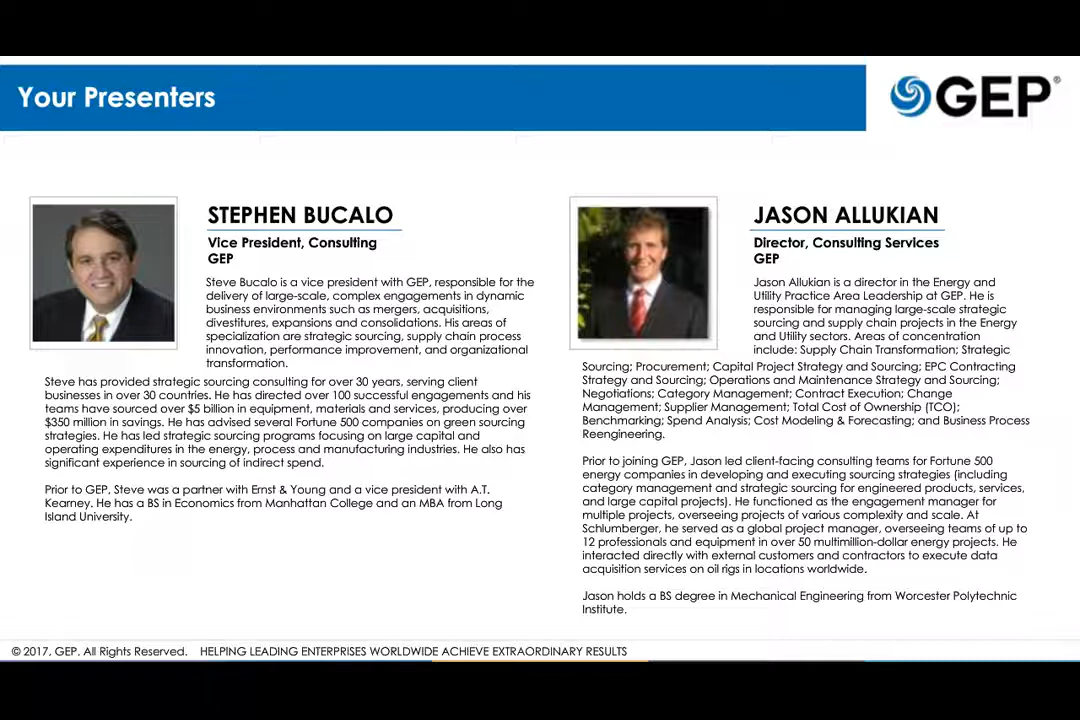 Your Presenters
GEP®
STEPHEN BUCALO
Vice President, Consulting
GEP
Steve Bucalo is a vice president with GEP, responsible for the
delivery of large-scale, complex engagements in dynamic
business environments such as mergers, acquisitions,
divestitures, expansions and consolidations. His areas of
specialization are strategic sourcing, supply chain process
innovation, performance improvement, and organizational
transformation.
Steve has provided strategic sourcing consulting for over 30 years, serving client
businesses in over 30 countries. He has directed over 100 successful engagements and his
teams have sourced over $5 billion in equipment, materials and services, producing over
$350 million in savings. He has advised several Fortune 500 companies on green sourcing
strategies. He has led strategic sourcing programs focusing on large capital and
operating expenditures in the energy, process and manufacturing industries. He also has
significant experience in sourcing of indirect spend.
Prior to GEP, Steve was a partner with Ernst & Young and a vice president with A.T.
Kearney. He has a BS in Economics from Manhattan College and an MBA from Long
Island University.
JASON ALLUKIAN
Director, Consulting Services
GEP
Jason Allukian is a director in the Energy and
Utility Practice Area Leadership at GEP. He is
responsible for managing large-scale strategic
sourcing and supply chain projects in the Energy
and Utility sectors. Areas of concentration
include: Supply Chain Transformation; Strategic
Sourcing; Procurement; Capital Project Strategy and Sourcing; EPC Contracting
Strategy and Sourcing; Operations and Maintenance Strategy and Sourcing;
Negotiations; Category Management; Contract Execution; Change
Management; Supplier Management; Total Cost of Ownership (TCO);
Benchmarking; Spend Analysis; Cost Modeling & Forecasting; and Business Process
Reengineering.
Prior to joining GEP, Jason led client-facing consulting teams for Fortune 500
energy companies in developing and executing sourcing strategies (including
category management and strategic sourcing for engineered products, services,
and large capital projects). He functioned as the engagement manager for
multiple projects, overseeing projects of various complexity and scale. At
Schlumberger, he served as a global project manager, overseeing teams of up to
12 professionals and equipment in over 50 multimillion-dollar energy projects. He
interacted directly with external customers and contractors to execute data
acquisition services on oil rigs in locations worldwide.
Jason holds a BS degree in Mechanical Engineering from Worcester Polytechnic
Institute.
© 2017, GEP. All Rights Reserved. HELPING LEADING ENTERPRISES WORLDWIDE ACHIEVE EXTRAORDINARY RESULTS